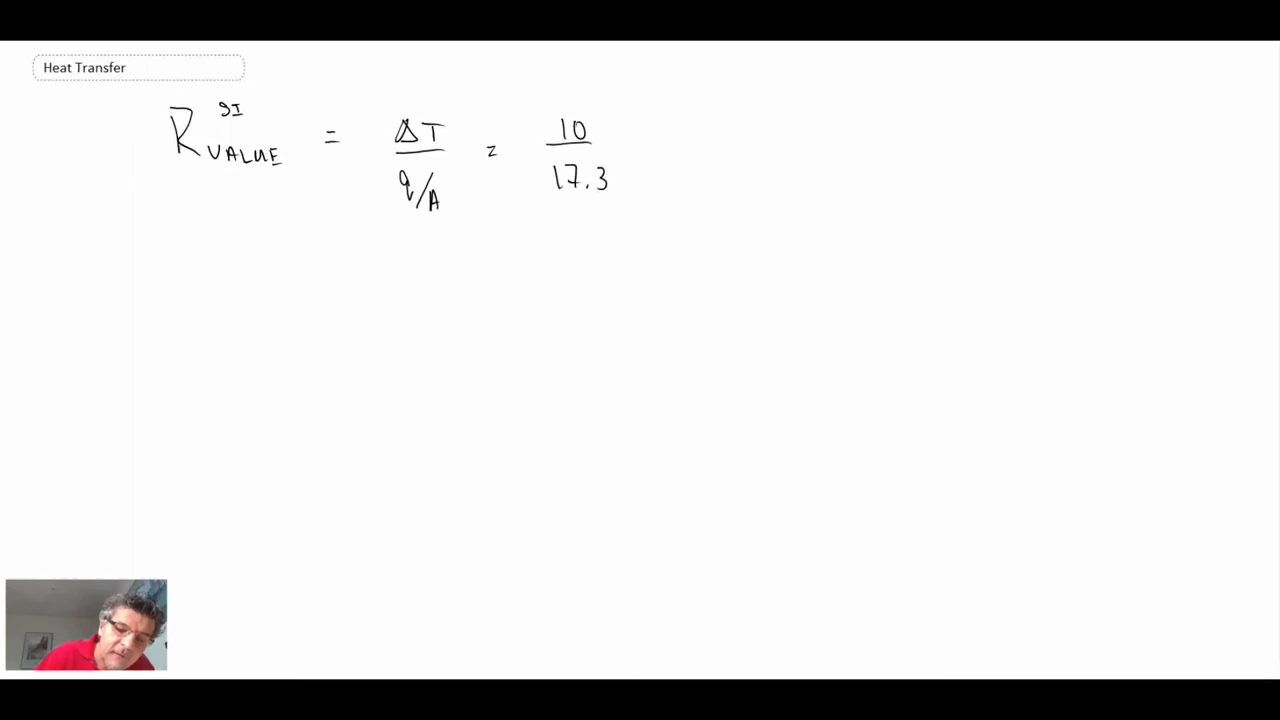 Heat Transfer
R SI VALUE = ΔT / q/A = 10 / 17.3